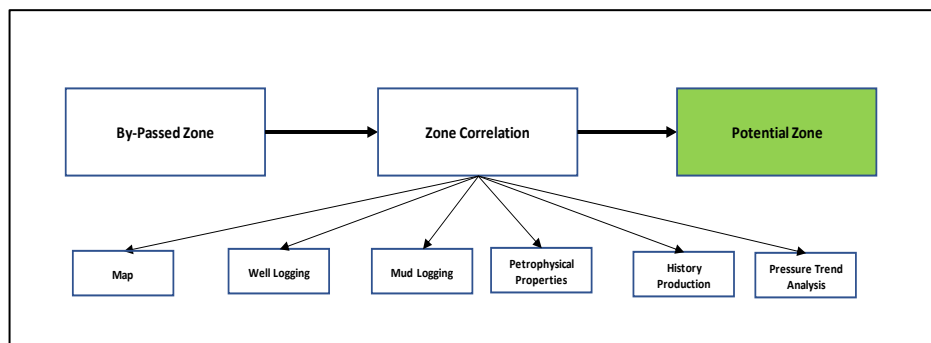 By-Passed Zone
Zone Correlation
Potential Zone
Map
Well Logging
Mud Logging
Petrophysical
Properties
History
Production
Pressure Trend
Analysis